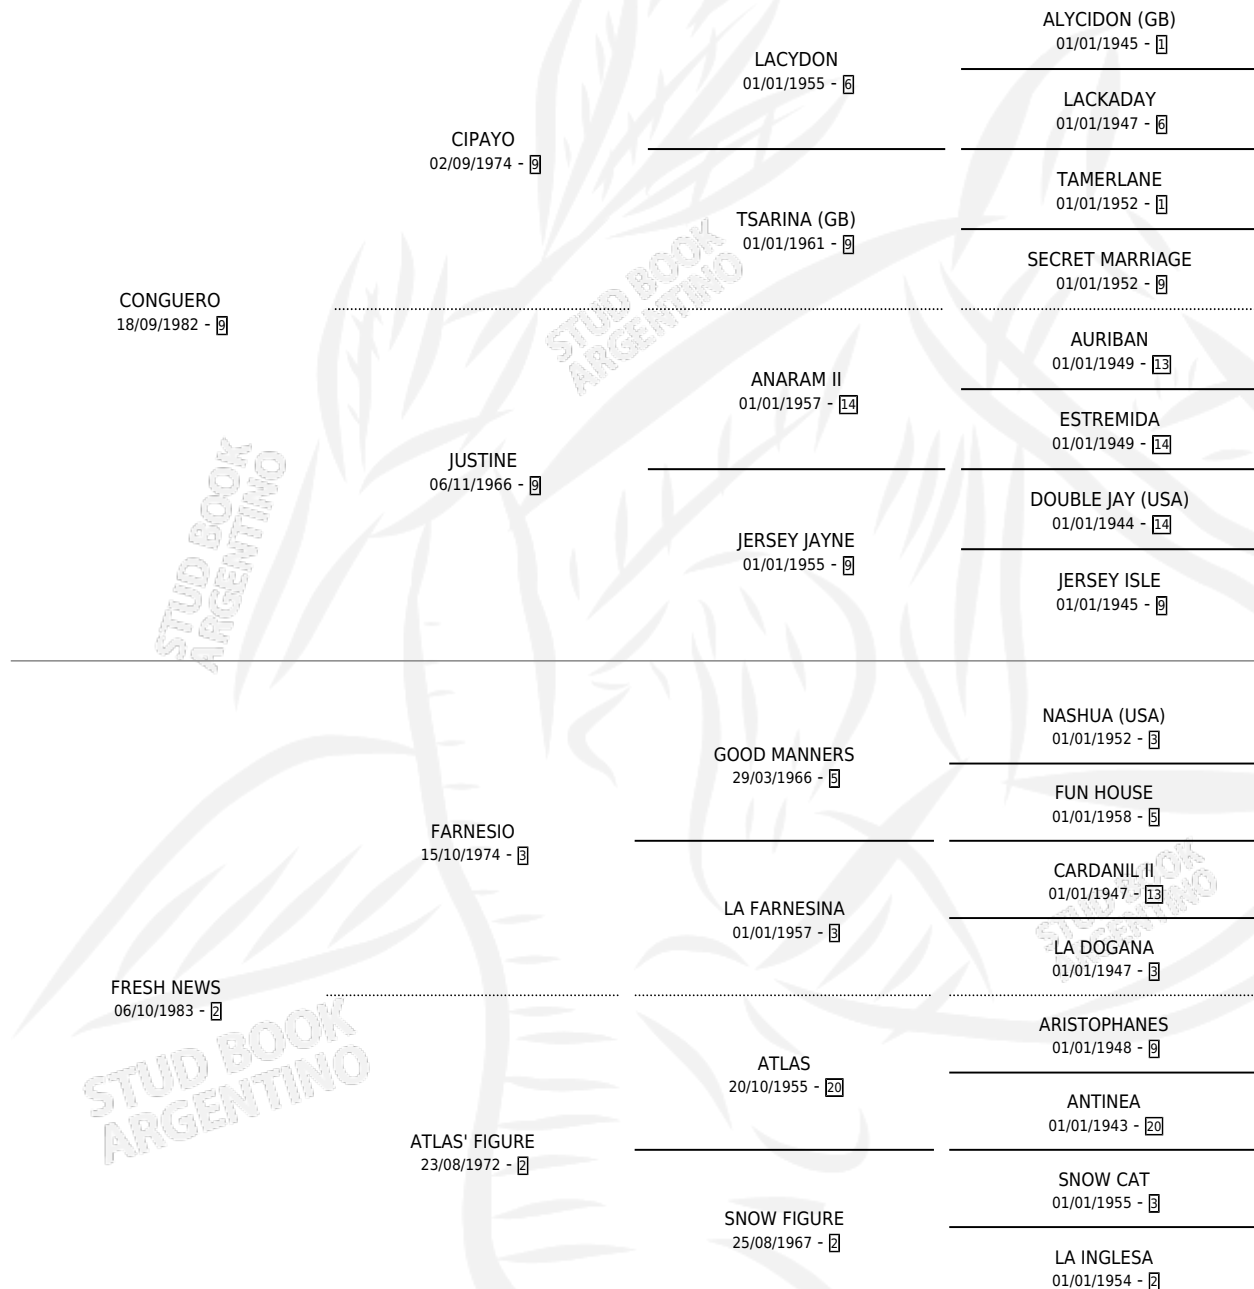 ALYCIDON (GB)
01/01/1945 - 1
LACYDON
01/01/1955 - 6
LACKADAY
01/01/1947 - 6
CIPAYO
02/09/1974 - 9
TAMERLANE
01/01/1952 - 1
TSARINA (GB)
01/01/1961 - 9
SECRET MARRIAGE
01/01/1952 - 9
CONGUERO
18/09/1982 - 9
STUD BOOK
ARGENTINO
AURIBAN
01/01/1949 - 13
ANARAM II
01/01/1957 - 14
ESTREMIDA
01/01/1949 - 14
JUSTINE
06/11/1966 - 9
DOUBLE JAY (USA)
01/01/1944 - 14
JERSEY JAYNE
01/01/1955 - 9
JERSEY ISLE
01/01/1945 - 9
STUD BOOK
ARGENTINO
NASHUA (USA)
01/01/1952 - 3
GOOD MANNERS
29/03/1966 - 5
FUN HOUSE
01/01/1958 - 5
FARNESIO
15/10/1974 - 3
CARDANIL II
01/01/1947 - 13
LA FARNESINA
01/01/1957 - 3
STUD BOOK
ARGENTINO
LA DOGANA
01/01/1947 - 3
FRESH NEWS
06/10/1983 - 2
STUD BOOK
ARGENTINO
ARISTOPHANES
01/01/1948 - 9
ATLAS
20/10/1955 - 20
ANTINEA
01/01/1943 - 20
ATLAS' FIGURE
23/08/1972 - 2
SNOW CAT
01/01/1955 - 3
SNOW FIGURE
25/08/1967 - 2
LA INGLESA
01/01/1954 - 2